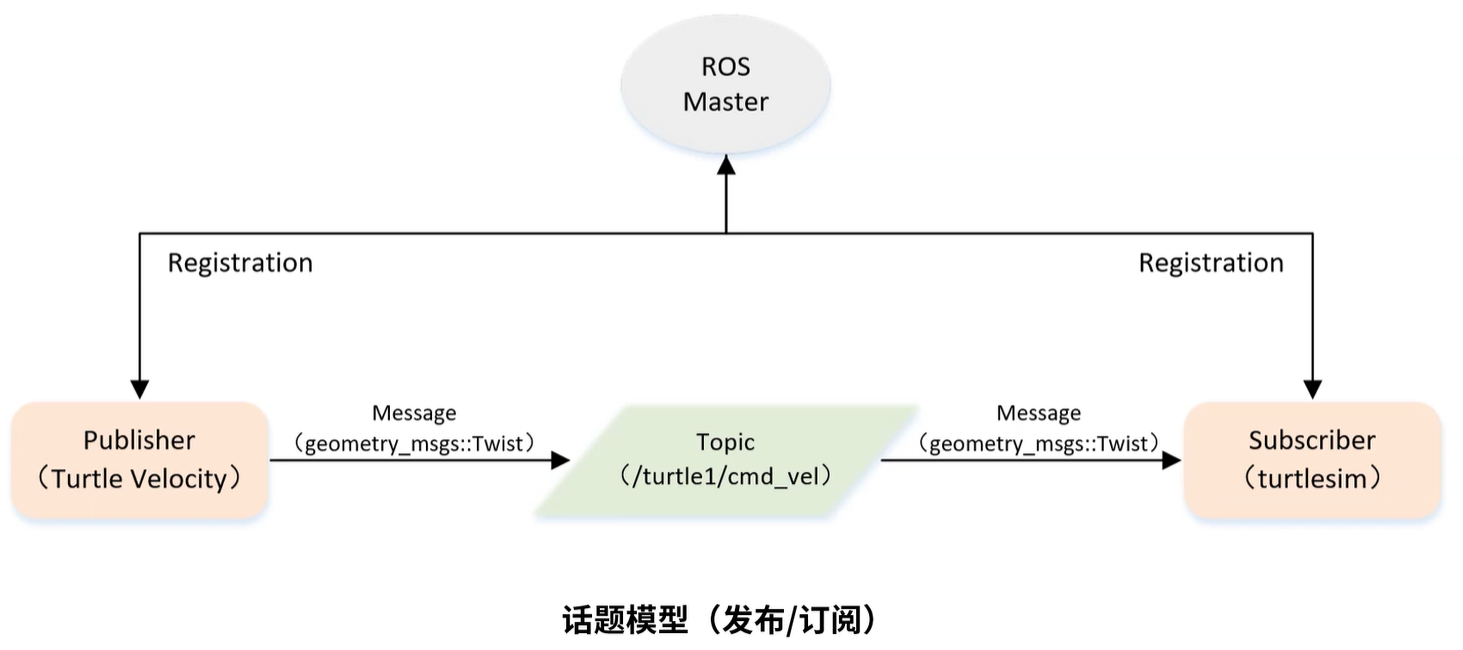 ROS
Master
Registration
Registration
Message
（geometry_msgs::Twist）
Message
（geometry_msgs::Twist）
Publisher
（Turtle Velocity）
Topic
（/turtle1/cmd_vel）
Subscriber
（turtlesim）
话题模型（发布/订阅）